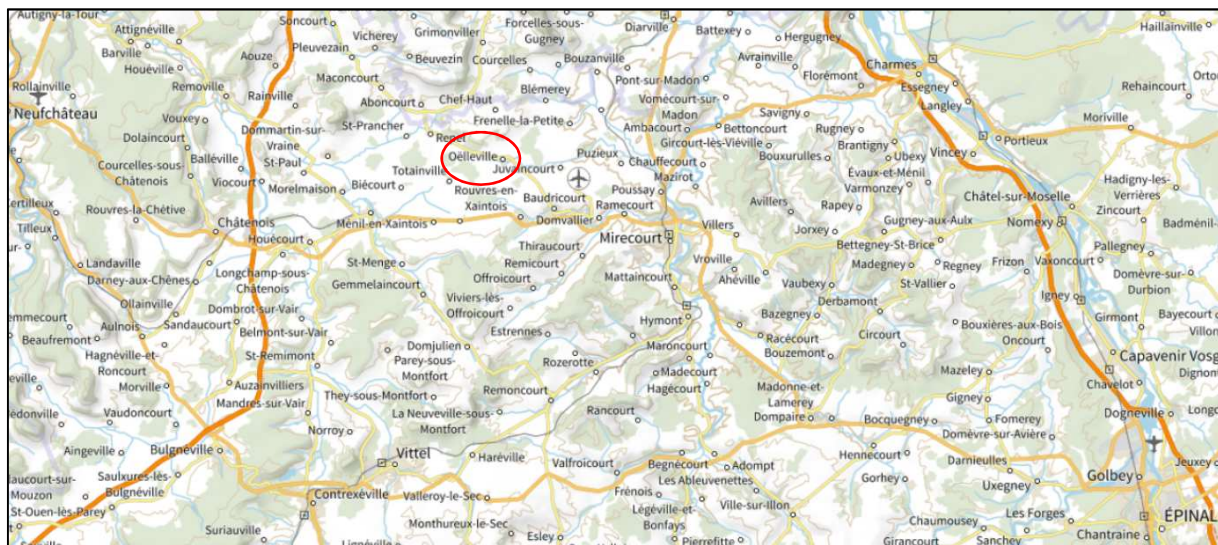 Autigny-la-Tour
Attignéville
Barville
Houéville
Rollainville
Neufchâteau
Soncourt
Pleuvezain
Aouze
Removille
Rainville
Vouxey
Dolaincourt
Courcelles-sous-
Châtenois
Balléville
Viocourt
Dommartin-sur-
Vraine
St-Paul
Rouvres-la-Chétive
Tilleux
Châtenois
Houécourt
Landaville
Darney-aux-Chênes
Longchamp-sous-
Châtenois
Ollainville
Aulnois
Sandaucourt
Beaufremont
Dombrot-sur-Vair
Belmont-sur-Vair
Hagnéville-et-
Roncourt
Morville
St-Remimont
Auzainvilliers
Mandres-sur-Vair
Vaudoncourt
Aingeville
Bulgnéville
Saulxures-lès-
Bulgnéville
St-Ouen-lès-Parey
Suriauville
Norroy
Contrexéville
Vittel
They-sous-Montfort
Vicherey
Grimonviller
Forcelles-sous-
Gugney
Beuvezin
Courcelles
Bouzanville
Maconcourt
Aboncourt
Chef-Haut
Blémerey
St-Prancher
Repel
Frenelle-la-Petite
Oëlleville
Juvaincourt
Totainville
Morelmaison
Biécourt
Rouvres-en-
Xaintois
Baudricourt
Ménil-en-Xaintois
Domvallier
Ramecourt
Mirecourt
St-Menge
Gemmelaincourt
Thiraucourt
Remicourt
Offroicourt
Viviers-lès-
Offroicourt
Mattaincourt
Estrennes
Hymont
Domjulien
Parey-sous-
Montfort
Rozerotte
Maroncourt
Remoncourt
Madecourt
Hagécourt
La Neuveville-sous-
Montfort
Rancourt
Haréville
Valfroicourt
Valleroy-le-Sec
Monthureux-le-Sec
Esley
Frénois
Légéville-et-
Bonfays
Pierrefitte
Begnécourt
Les Ableuvenettes
Adompt
Ville-sur-Illon
Diarville
Battexey
Hergugney
Pont-sur-Madon
Avrainville
Florémont
Vomécourt-sur-
Madon
Savigny
Ambacourt
Bettoncourt
Rugney
Gircourt-lès-Viéville
Puzieux
Chauffecourt
Bouxurulles
Brantigny
Ubexy
Mazirot
Évaux-et-Ménil
Varmonzey
Poussay
Avillers
Rapey
Villers
Jorxey
Gugney-aux-Aulx
Bettegney-St-Brice
Vroville
Ahéville
Madegney
Regney
Vaubexy
St-Vallier
Derbamont
Bazegney
Circourt
Racécourt
Bouzemont
Madonne-et-
Lamerey
Dompaire
Bocquegney
Hennecourt
Gorhey
Charmes
Essegney
Langley
Haillainville
Rehaincourt
Portieux
Moriville
Vincey
Châtel-sur-Moselle
Hadigny-les-
Verrières
Zincourt
Nomexy
Pallegney
Frizon
Vaxoncourt
Domèvre-sur-
Durbion
Igney
Bayecourt
Girmont
Bouxières-aux-Bois
Oncourt
Mazeley
Capavenir Vosg
Chavelot
Gigney
Dogneville
Fomerey
Domèvre-sur-Avière
Darnieulles
Uxegney
Golbey
Jeuxey
Les Forges
Chaumousey
ÉPINAL
Chantraine
Girancourt
Sanchey